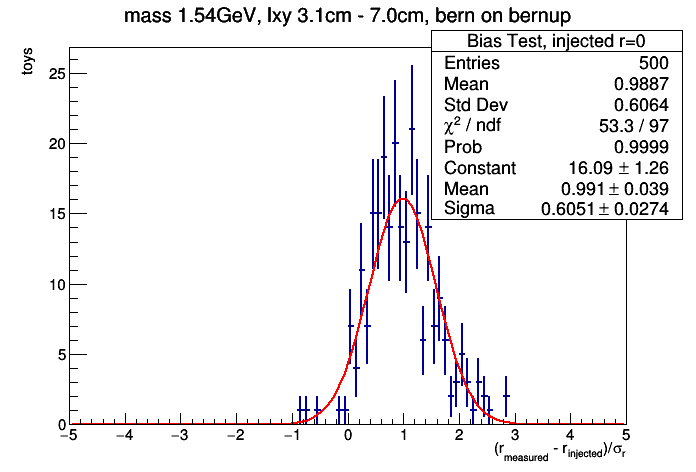 mass 1.54GeV, lxy 3.1cm - 7.0cm, bern on bernup
Bias Test, injected r=0
Entries 500
Mean 0.9887
Std Dev 0.6064
χ² / ndf 53.3 / 97
Prob 0.9999
Constant 16.09 ± 1.26
Mean 0.991 ± 0.039
Sigma 0.6051 ± 0.0274
toys
25
20
15
10
5
0
−5 −4 −3 −2 −1 0 1 2 3 4 5
(r_measured - r_injected)/σ_r